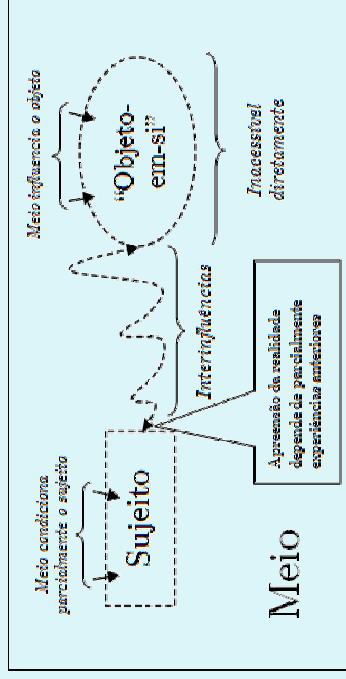 Meio condiciona
parcialmente o sujeito
Sujeito
Meio influencia o objeto
“Objeto-
em-si”
Interinfluências
Inacessível
diretamente
Apreensão da realidade
depende de parcialmente
experiências anteriores
Meio